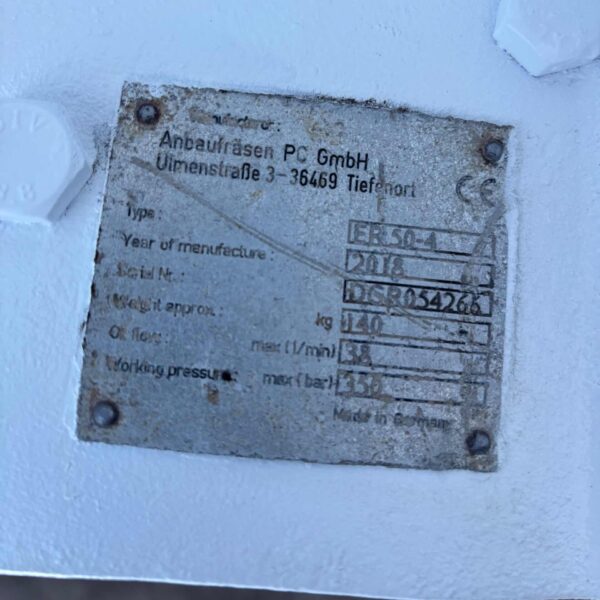 Manufacturer:
Anbaufräsen PC GmbH
Ulmenstraße 3-36469 Tiefenort CE
Type: ER 50-4
Year of manufacture: 2018
Serial Nr.: DGR054266
Weight approx.: kg 140
Oil flow: max (l/min) 38
Working pressure: max (bar) 350
Made in Germany